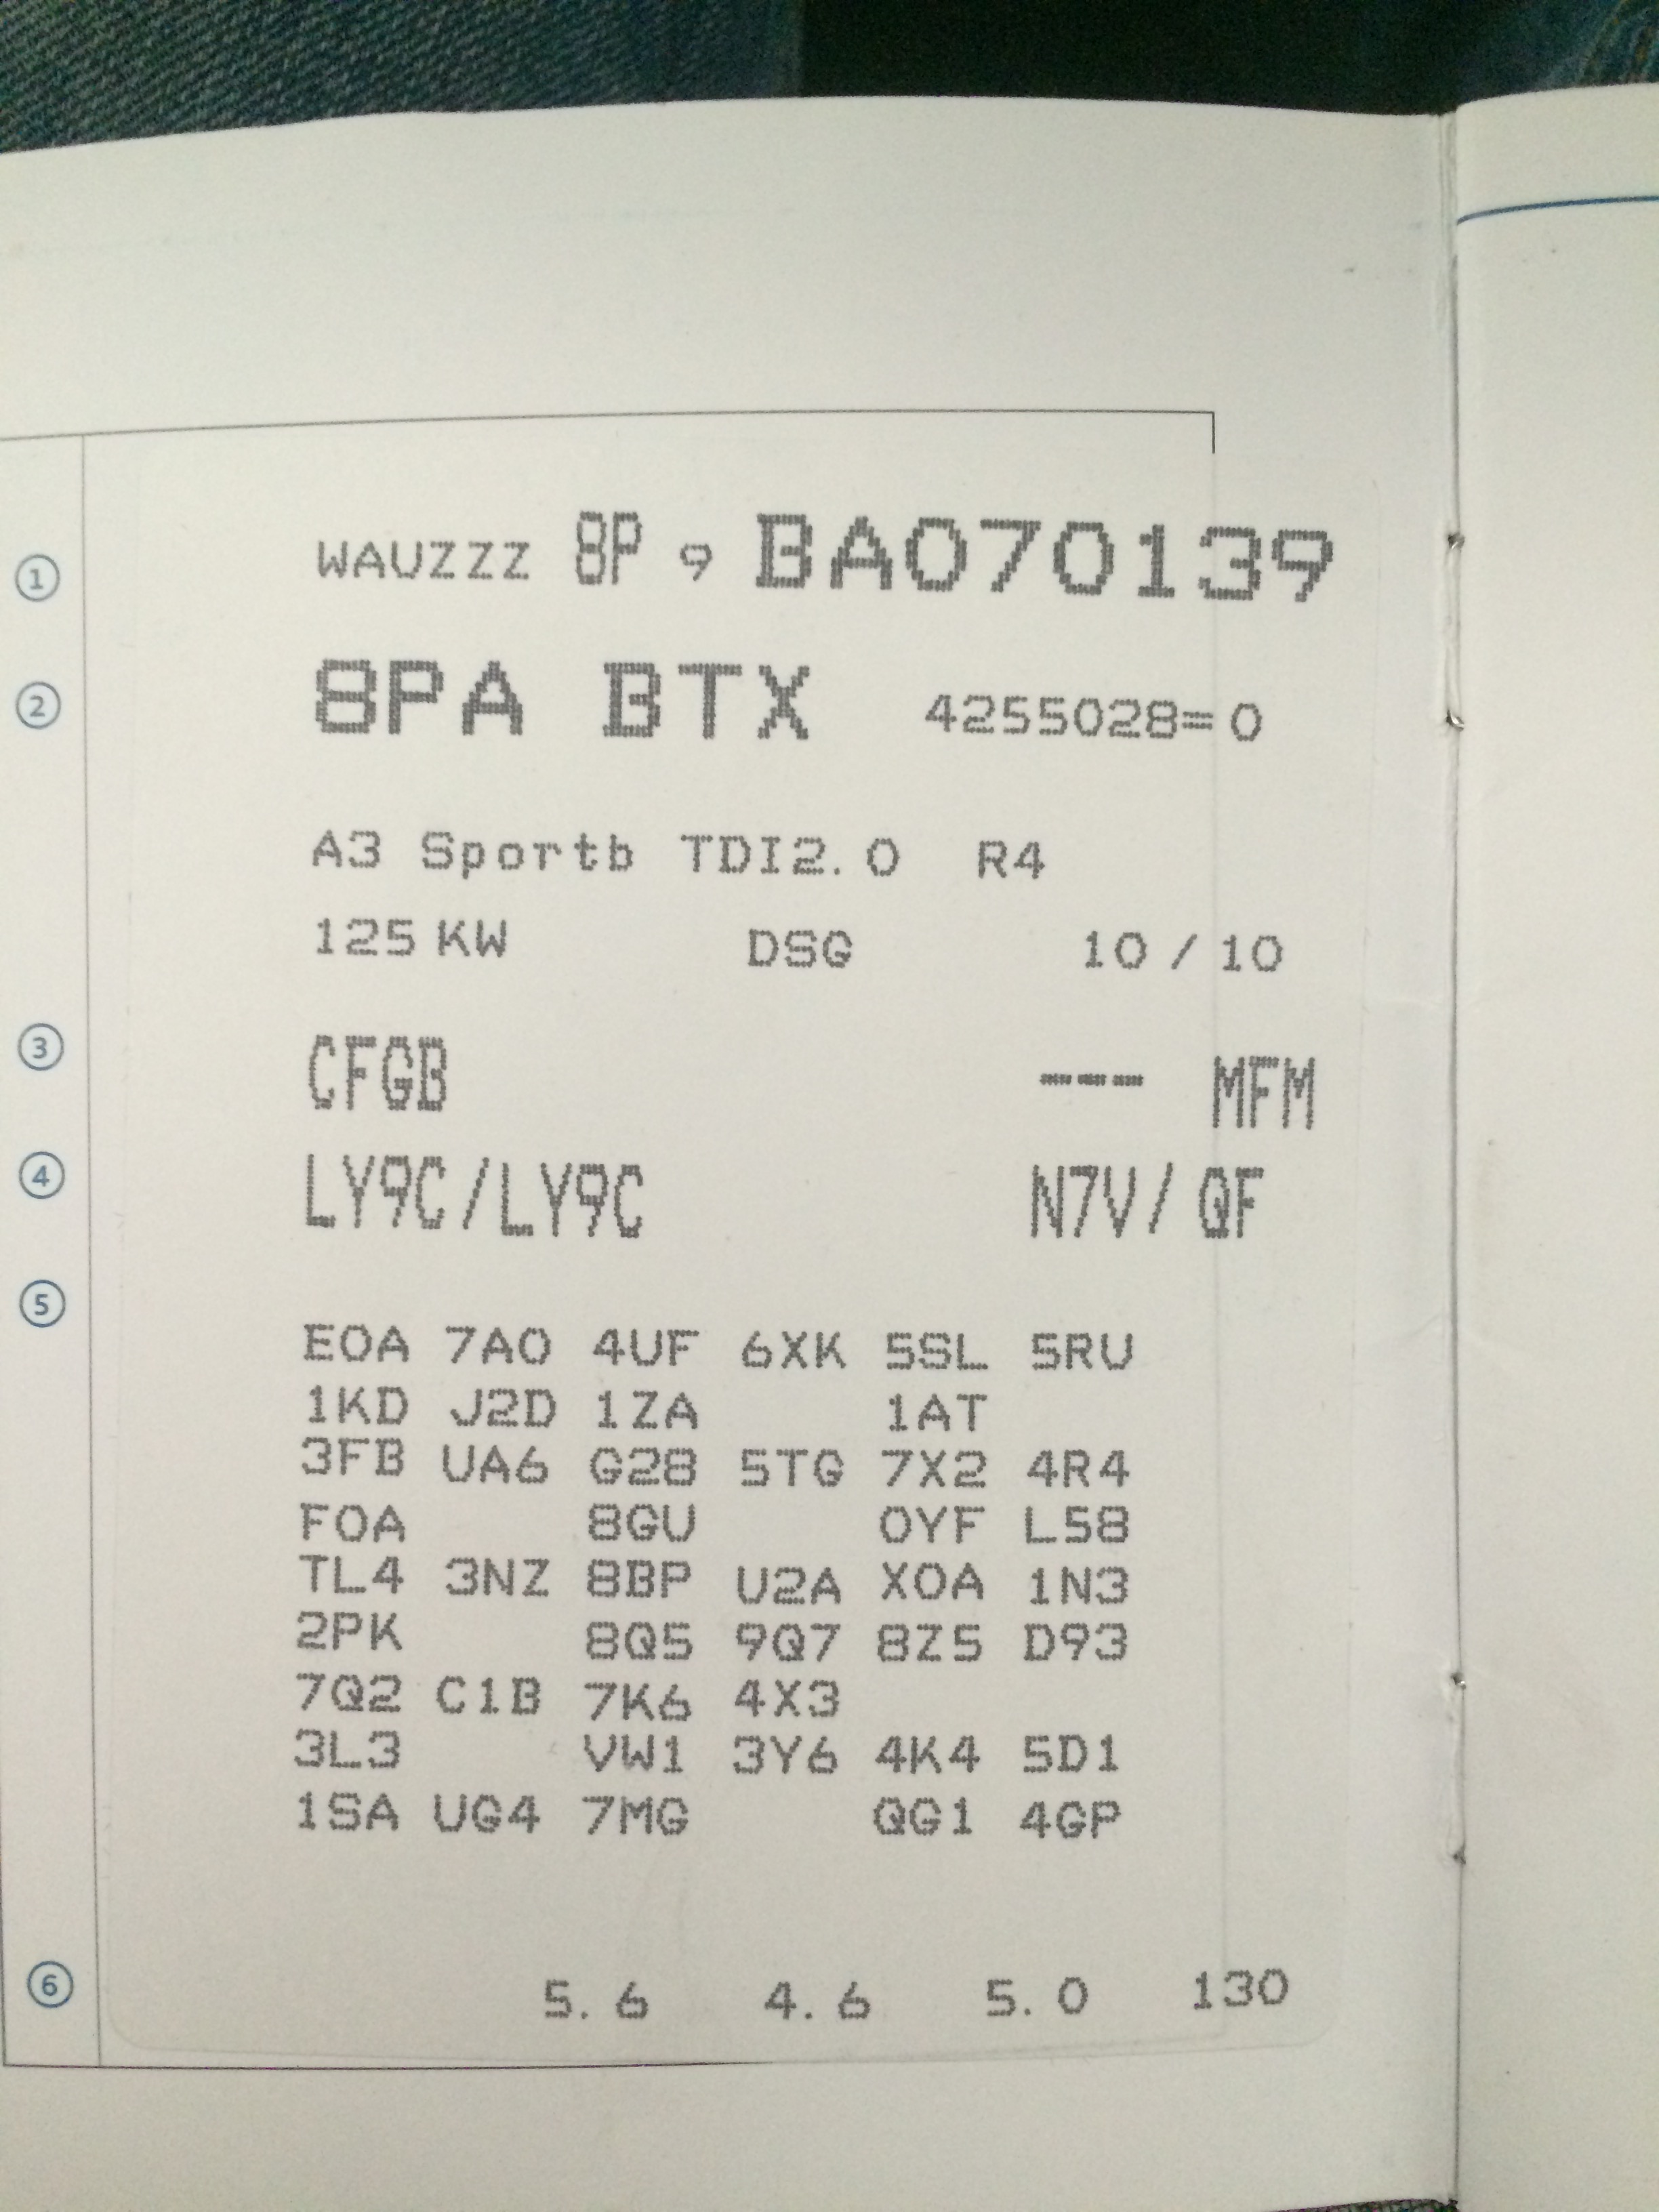 ① WAUZZZ 8P 9 BA070139
② 8PA BTX 4255028= 0
A3 Sportb TDI2.0 R4
125 KW DSG 10 / 10
③ CFGB --- MFM
④ LY9C/LY9C N7V/ QF
⑤
E0A 7A0 4UF 6XK 5SL 5RU
1KD J2D 1ZA 1AT
3FB UA6 G28 5TG 7X2 4R4
F0A 8GU 0YF L58
TL4 3NZ 8BP U2A X0A 1N3
2PK 8Q5 9Q7 8Z5 D93
7Q2 C1B 7K6 4X3
3L3 VW1 3Y6 4K4 5D1
1SA UG4 7MG QG1 4GP
⑥ 5. 6 4. 6 5. 0 130